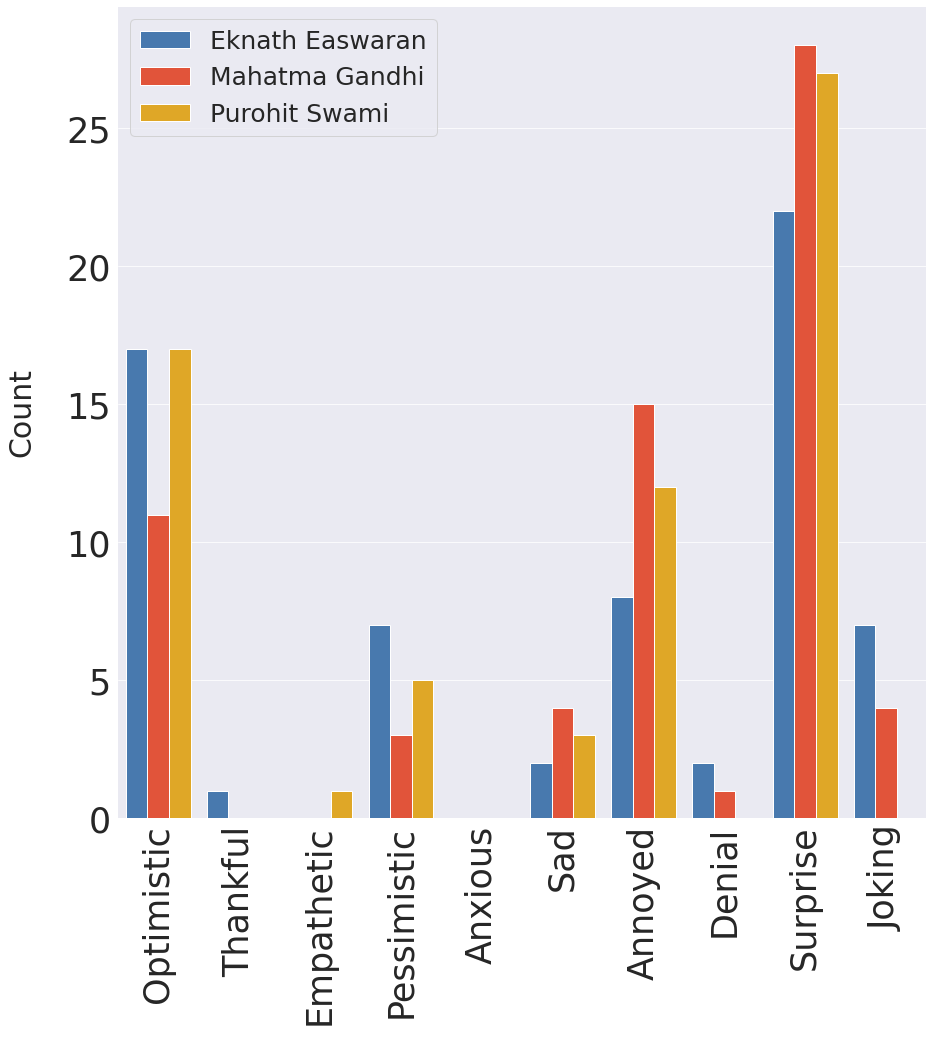 Eknath Easwaran
Mahatma Gandhi
Purohit Swami
Count
25
20
15
10
5
0
Optimistic
Thankful
Empathetic
Pessimistic
Anxious
Sad
Annoyed
Denial
Surprise
Joking